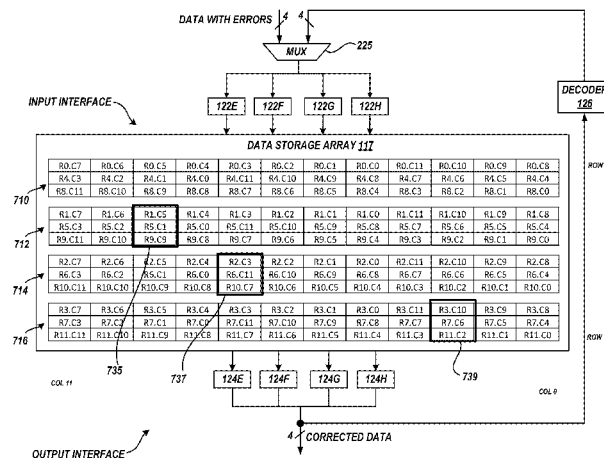 DATA WITH ERRORS
4
4
MUX
225
DECODER
126
122E 122F 122G 122H
INPUT INTERFACE
DATA STORAGE ARRAY 117
ROW
R0.C7 R0.C6 R0.C5 R0.C4 R0.C3 R0.C2 R0.C1 R0.C0 R0.C11 R0.C10 R0.C9 R0.C8
R4.C3 R4.C2 R4.C1 R4.C0 R4.C11 R4.C10 R4.C9 R4.C8 R4.C7 R4.C6 R4.C5 R4.C4
710
R8.C11 R8.C10 R8.C9 R8.C8 R8.C7 R8.C6 R8.C5 R8.C4 R8.C3 R8.C2 R8.C1 R8.C0
R1.C7 R1.C6 R1.C5 R1.C4 R1.C3 R1.C2 R1.C1 R1.C0 R1.C11 R1.C10 R1.C9 R1.C8
R5.C3 R5.C2 R5.C1 R5.C0 R5.C11 R5.C10 R5.C9 R5.C8 R5.C7 R5.C6 R5.C5 R5.C4
712
R9.C11 R9.C10 R9.C9 R9.C8 R9.C7 R9.C6 R9.C5 R9.C4 R9.C3 R9.C2 R9.C1 R9.C0
R2.C7 R2.C6 R2.C5 R2.C4 R2.C3 R2.C2 R2.C1 R2.C0 R2.C11 R2.C10 R2.C9 R2.C8
R6.C3 R6.C2 R6.C1 R6.C0 R6.C11 R6.C10 R6.C9 R6.C8 R6.C7 R6.C6 R6.C5 R6.C4
714
R10.C11 R10.C10 R10.C9 R10.C8 R10.C7 R10.C6 R10.C5 R10.C4 R10.C3 R10.C2 R10.C1 R10.C0
R3.C7 R3.C6 R3.C5 R3.C4 R3.C3 R3.C2 R3.C1 R3.C0 R3.C11 R3.C10 R3.C9 R3.C8
R7.C3 R7.C2 R7.C1 R7.C0 R7.C11 R7.C10 R7.C9 R7.C8 R7.C7 R7.C6 R7.C5 R7.C4
716
R11.C11 R11.C10 R11.C9 R11.C8 R11.C7 R11.C6 R11.C5 R11.C4 R11.C3 R11.C2 R11.C1 R11.C0
ROW
735
737
739
COL 11
124E 124F 124G 124H
COL 0
4 CORRECTED DATA
OUTPUT INTERFACE